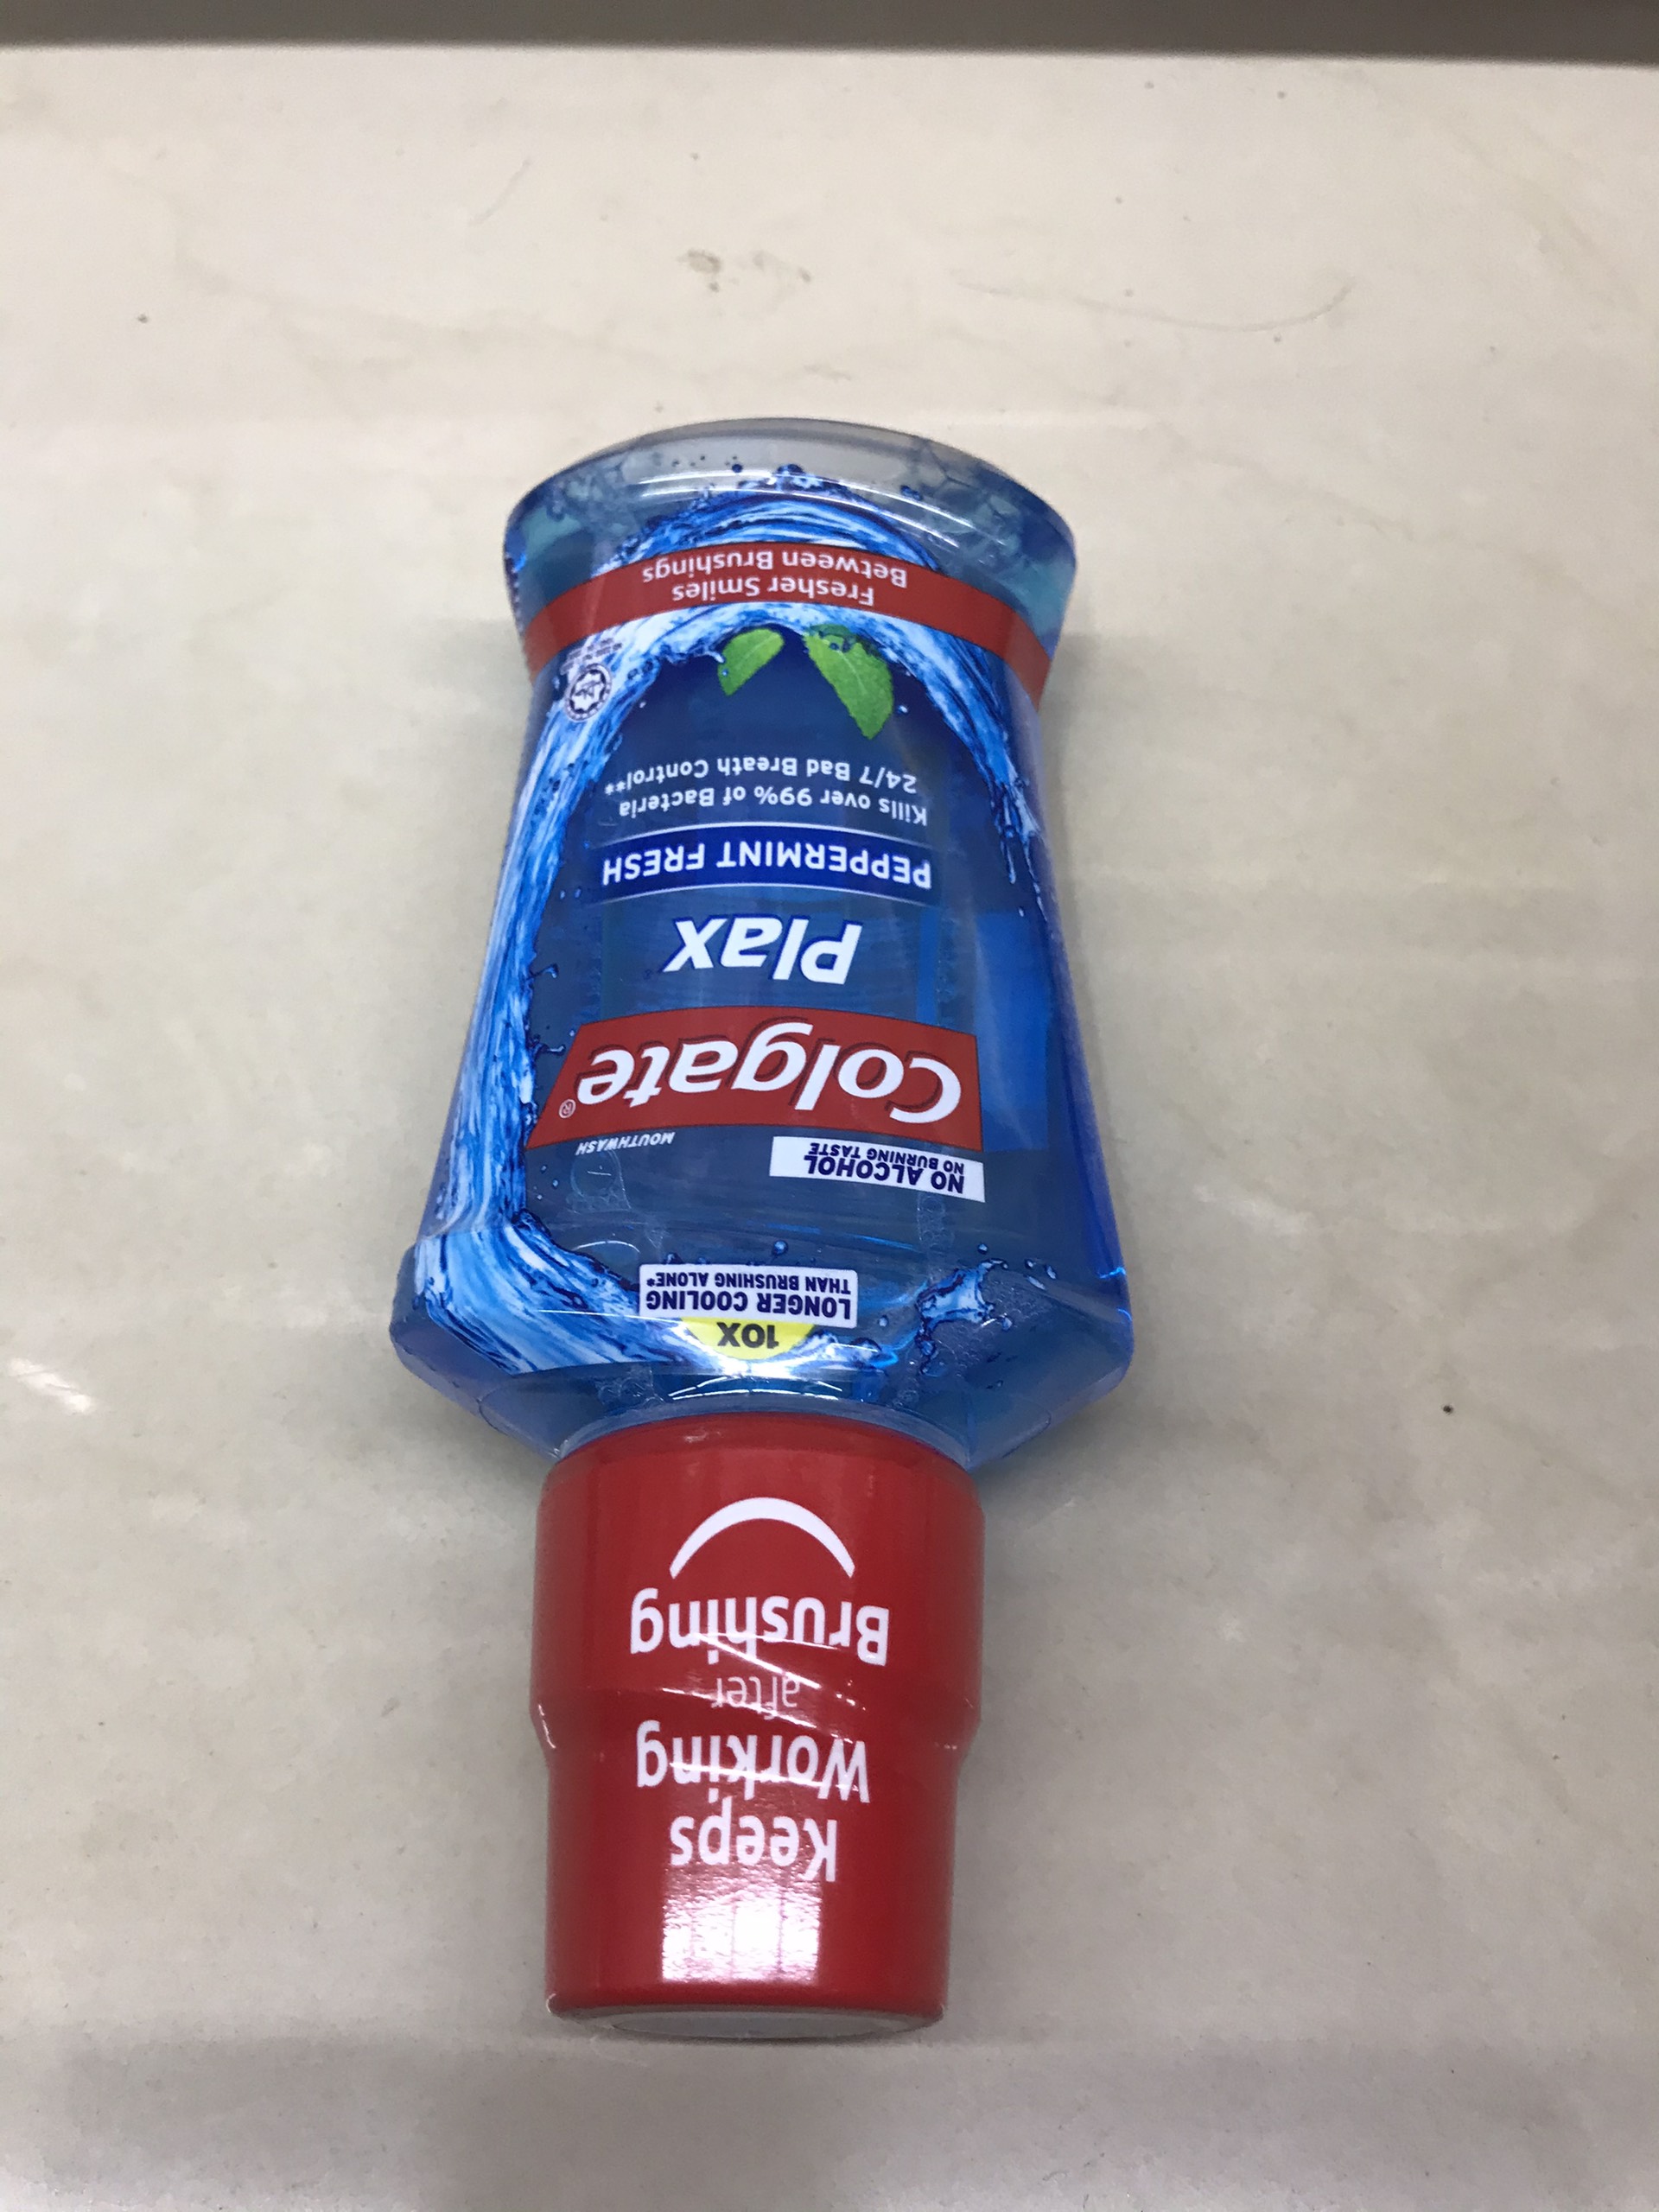 Keeps
Working
after
Brushing
10X
LONGER COOLING
THAN BRUSHING ALONE*
NO ALCOHOL
NO BURNING TASTE
MOUTHWASH
Colgate®
Plax
PEPPERMINT FRESH
Kills over 99% of Bacteria
24/7 Bad Breath Control**
Fresher Smiles
Between Brushings